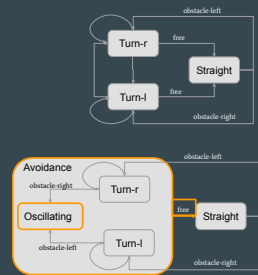 obstacle-left
Turn-r
free
Straight
free
Turn-l
obstacle-right
obstacle-left
Avoidance
obstacle-right
Turn-r
Oscillating
free
Straight
obstacle-left
Turn-l
obstacle-right